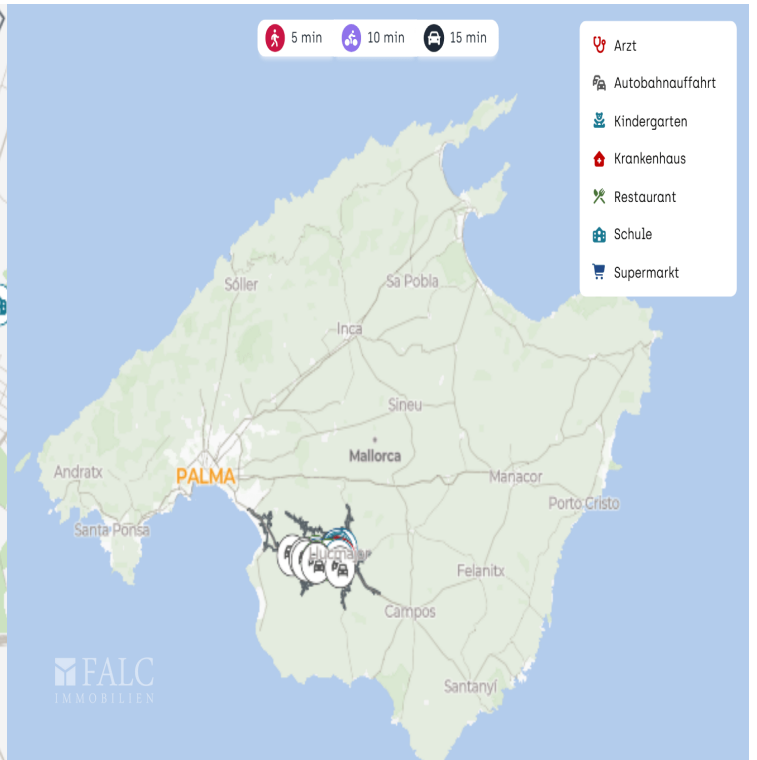 5 min
10 min
15 min
Arzt
Autobahnauffahrt
Kindergarten
Krankenhaus
Restaurant
Schule
Supermarkt
Sóller
Sa Pobla
Inca
Sineu
Mallorca
Andratx
PALMA
Manacor
Porto Cristo
Santa Ponsa
Llucmajor
Felanitx
Campos
Santanyí
FALC
IMMOBILIEN